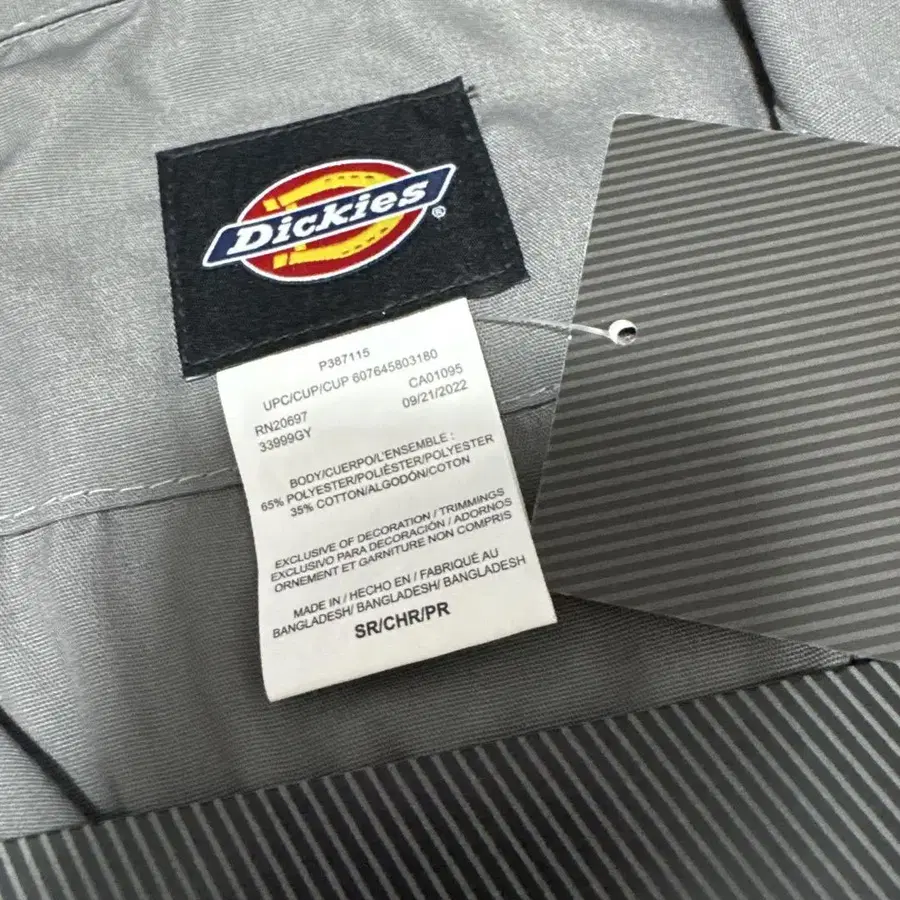 Dickies®
P387115
UPC/CUP/CUP 607645803180
RN20697 CA01095
33999GY 09/21/2022
BODY/CUERPO/L'ENSEMBLE :
65% POLYESTER/POLIÉSTER/POLYESTER
35% COTTON/ALGODÓN/COTON
EXCLUSIVE OF DECORATION / TRIMMINGS
EXCLUSIVO PARA DECORACIÓN / ADORNOS
ORNEMENT ET GARNITURE NON COMPRIS
MADE IN / HECHO EN / FABRIQUÉ AU
BANGLADESH/ BANGLADESH/ BANGLADESH
SR/CHR/PR